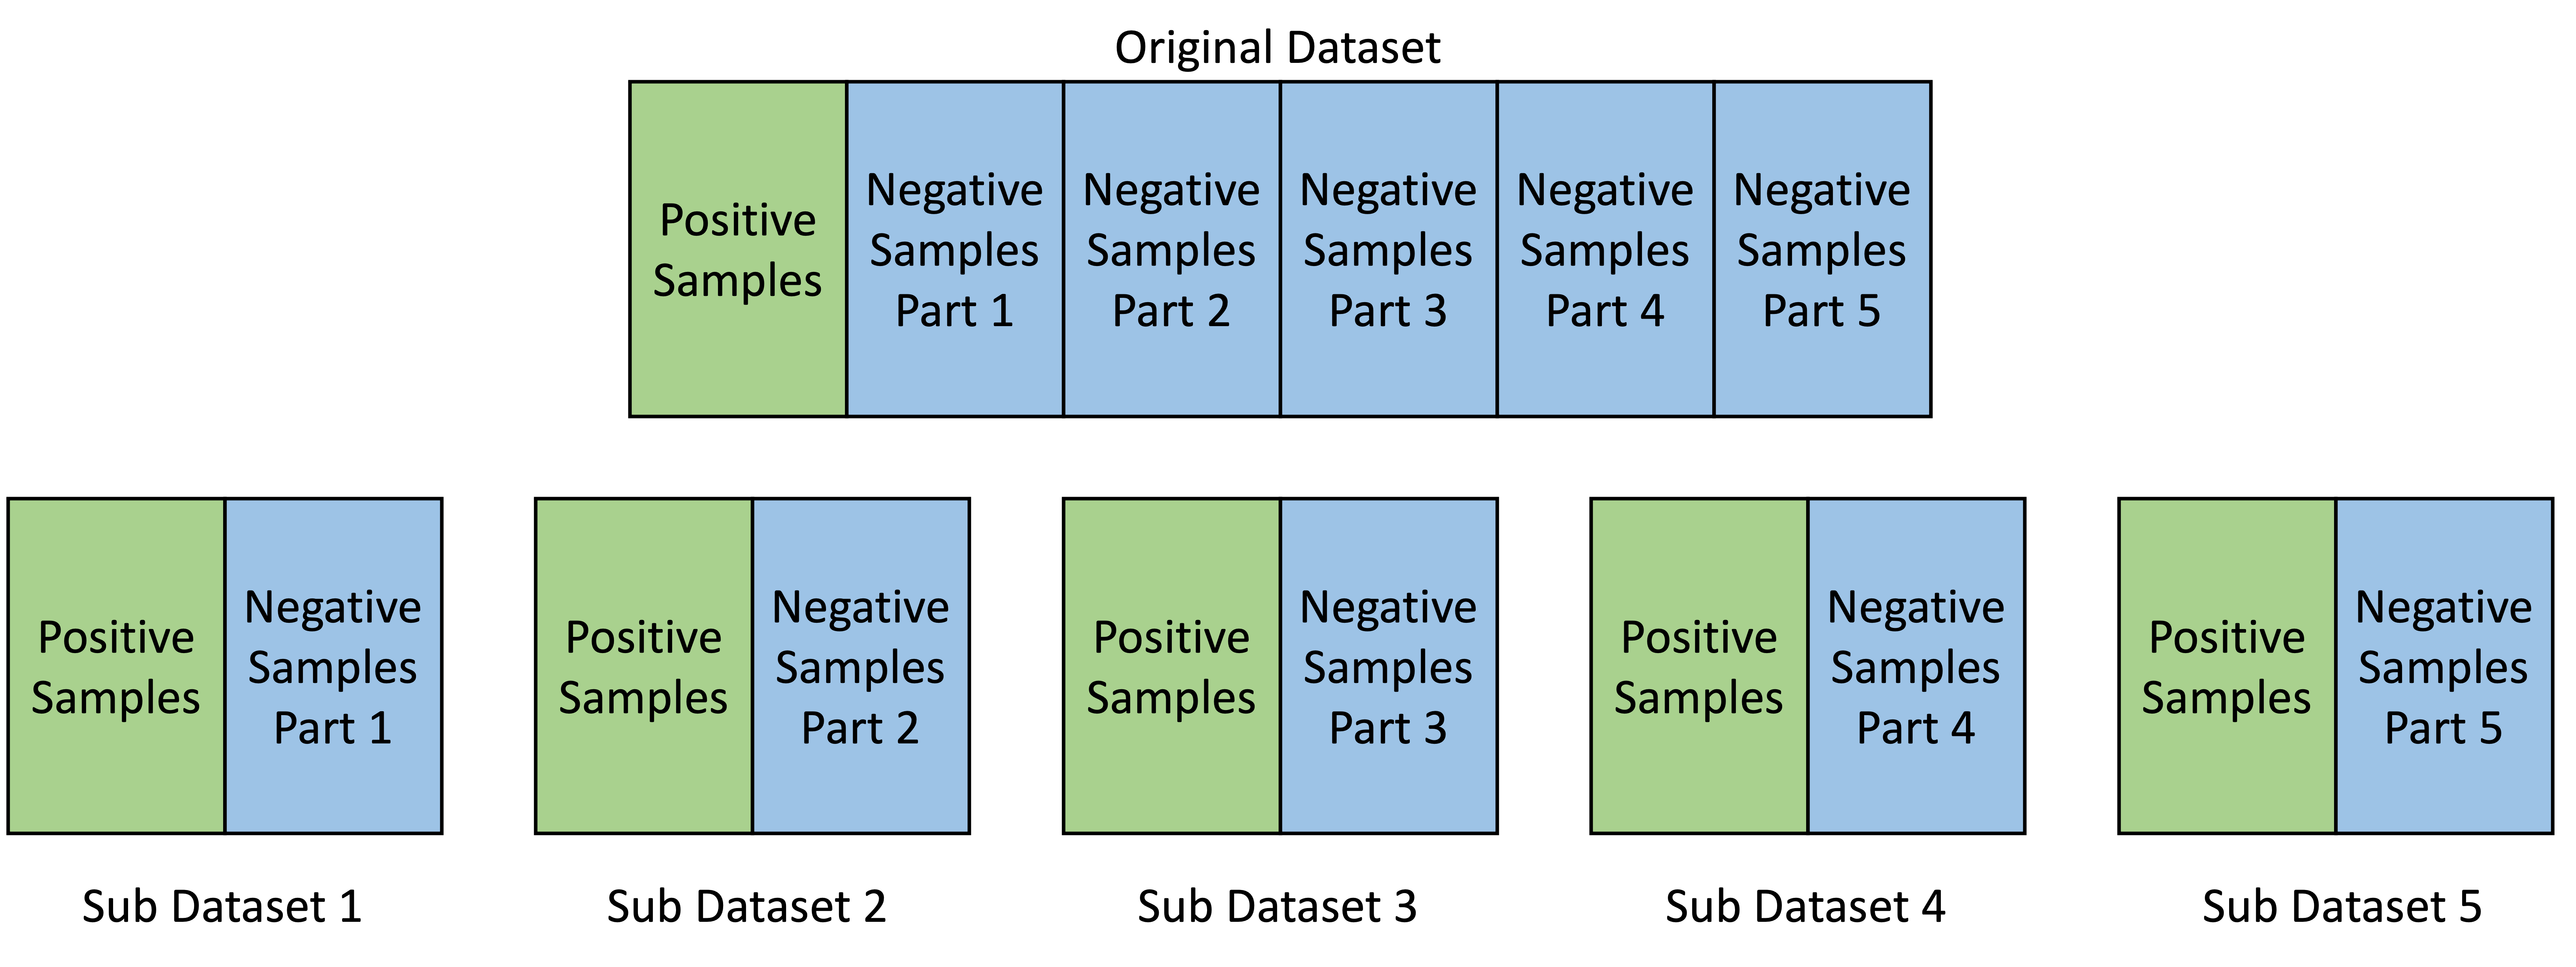 Original Dataset
Positive
Samples
Negative
Samples
Part 1
Negative
Samples
Part 2
Negative
Samples
Part 3
Negative
Samples
Part 4
Negative
Samples
Part 5
Positive
Samples
Negative
Samples
Part 1
Sub Dataset 1
Positive
Samples
Negative
Samples
Part 2
Sub Dataset 2
Positive
Samples
Negative
Samples
Part 3
Sub Dataset 3
Positive
Samples
Negative
Samples
Part 4
Sub Dataset 4
Positive
Samples
Negative
Samples
Part 5
Sub Dataset 5